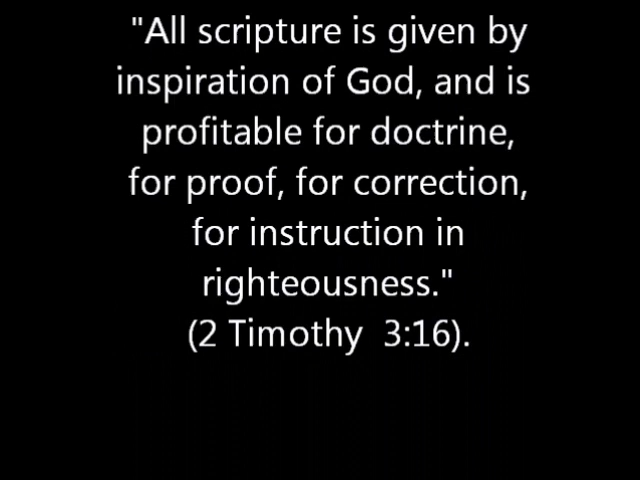 "All scripture is given by
inspiration of God, and is
profitable for doctrine,
for proof, for correction,
for instruction in
righteousness."
(2 Timothy  3:16).